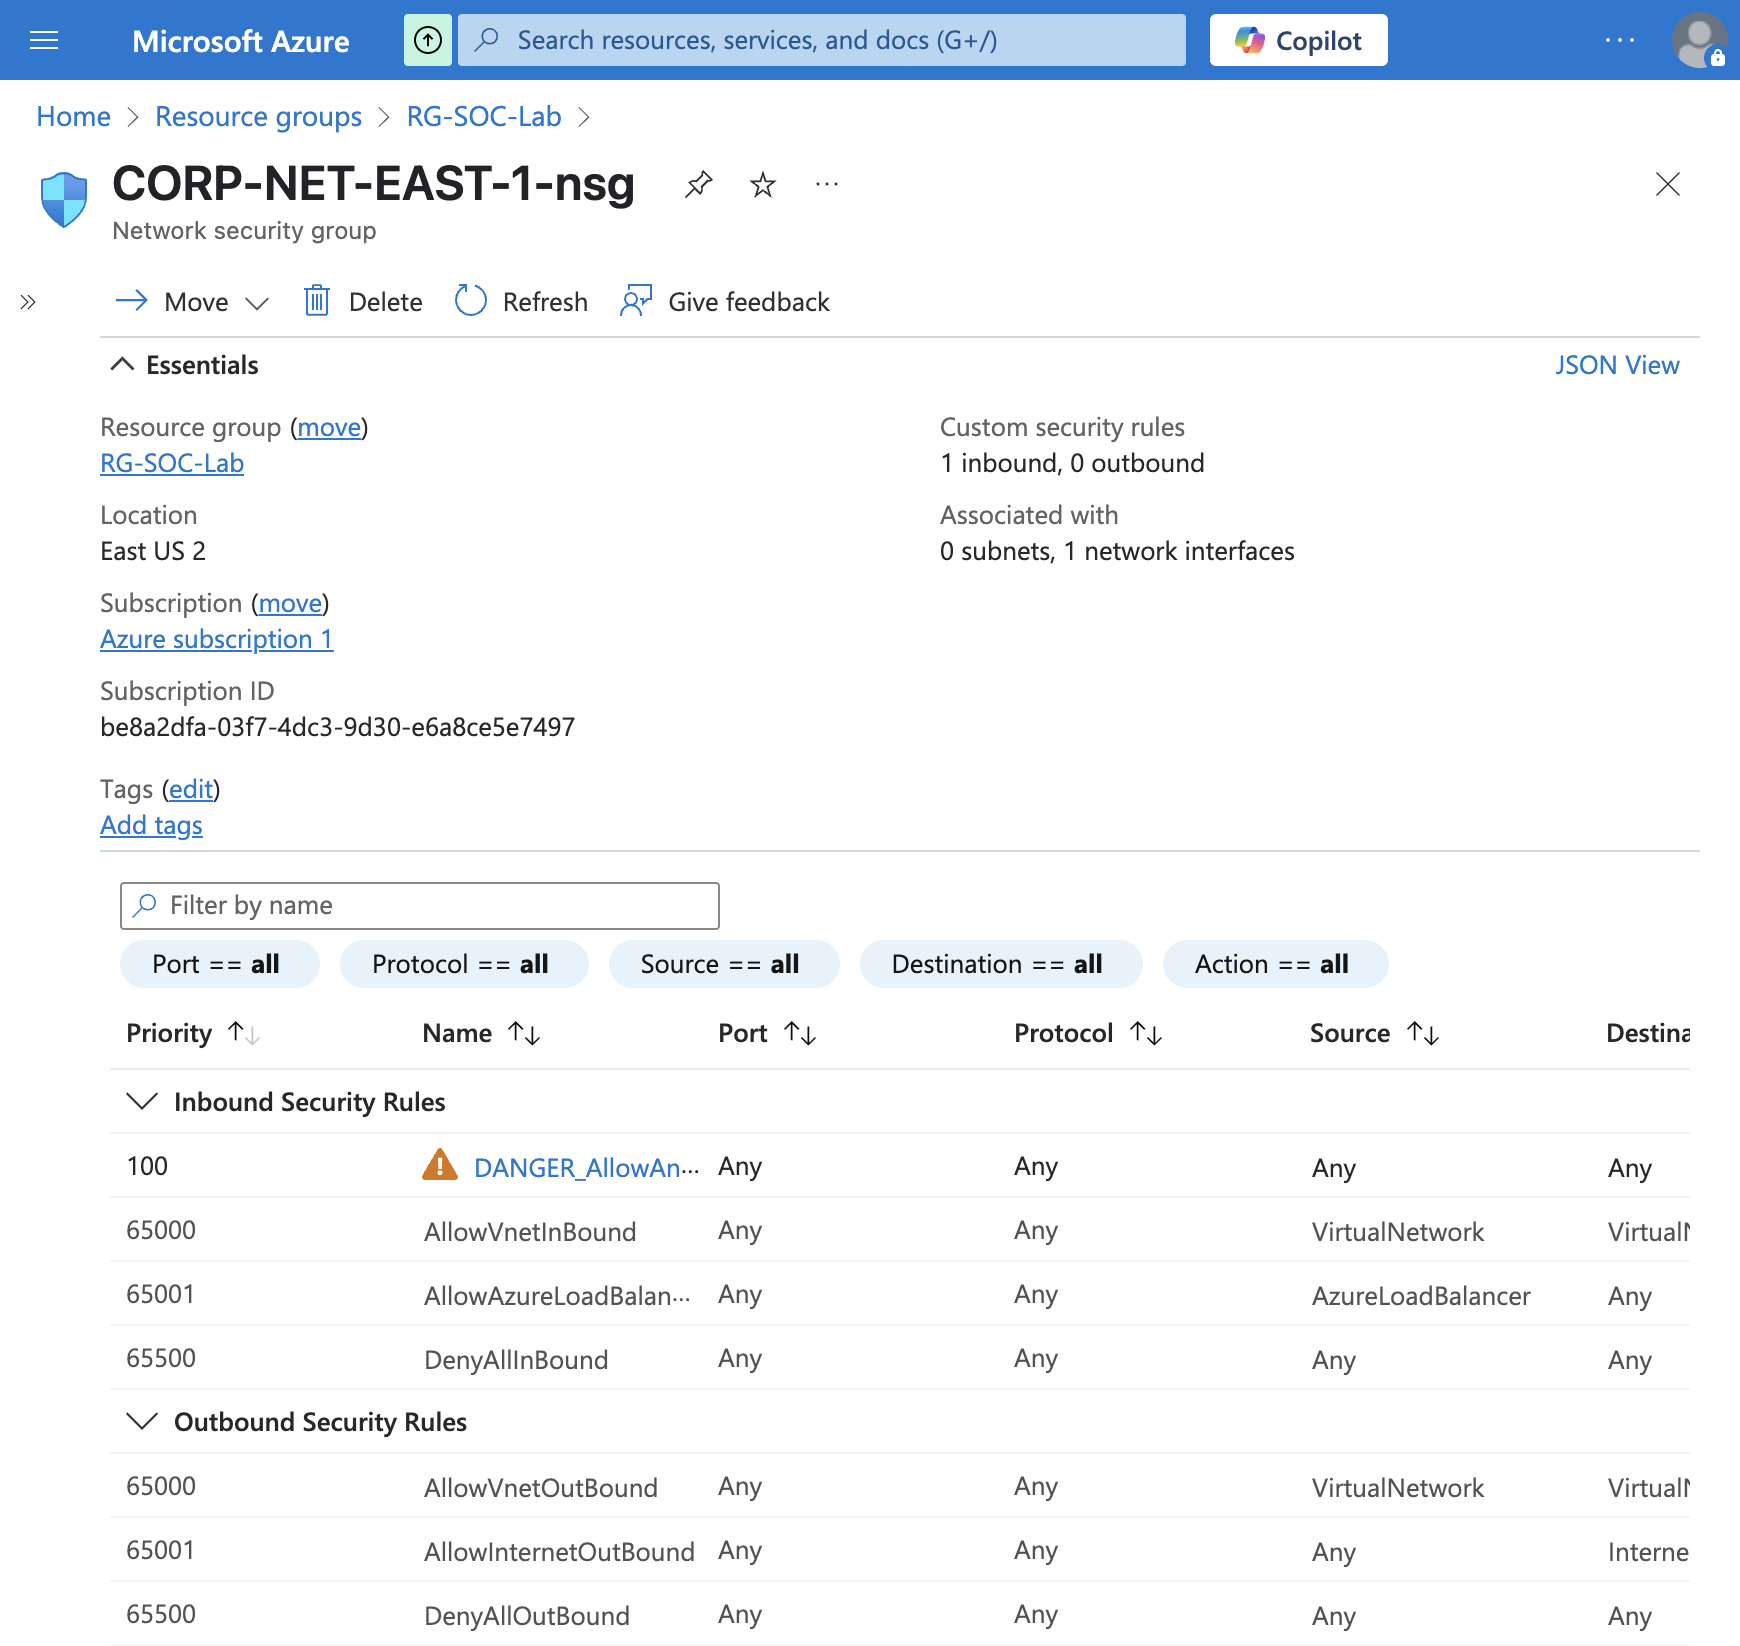 Microsoft Azure
Search resources, services, and docs (G+/)
Copilot
Home > Resource groups > RG-SOC-Lab >
CORP-NET-EAST-1-nsg
Network security group
Move
Delete
Refresh
Give feedback
Essentials
JSON View
Resource group (move)
RG-SOC-Lab
Location
East US 2
Subscription (move)
Azure subscription 1
Subscription ID
be8a2dfa-03f7-4dc3-9d30-e6a8ce5e7497
Tags (edit)
Add tags
Custom security rules
1 inbound, 0 outbound
Associated with
0 subnets, 1 network interfaces
Filter by name
Port == all Protocol == all Source == all Destination == all Action == all
Priority Name Port Protocol Source Destina
Inbound Security Rules
100 DANGER_AllowAn... Any Any Any Any
65000 AllowVnetInBound Any Any VirtualNetwork VirtualN
65001 AllowAzureLoadBalan... Any Any AzureLoadBalancer Any
65500 DenyAllInBound Any Any Any Any
Outbound Security Rules
65000 AllowVnetOutBound Any Any VirtualNetwork VirtualN
65001 AllowInternetOutBound Any Any Any Interne
65500 DenyAllOutBound Any Any Any Any